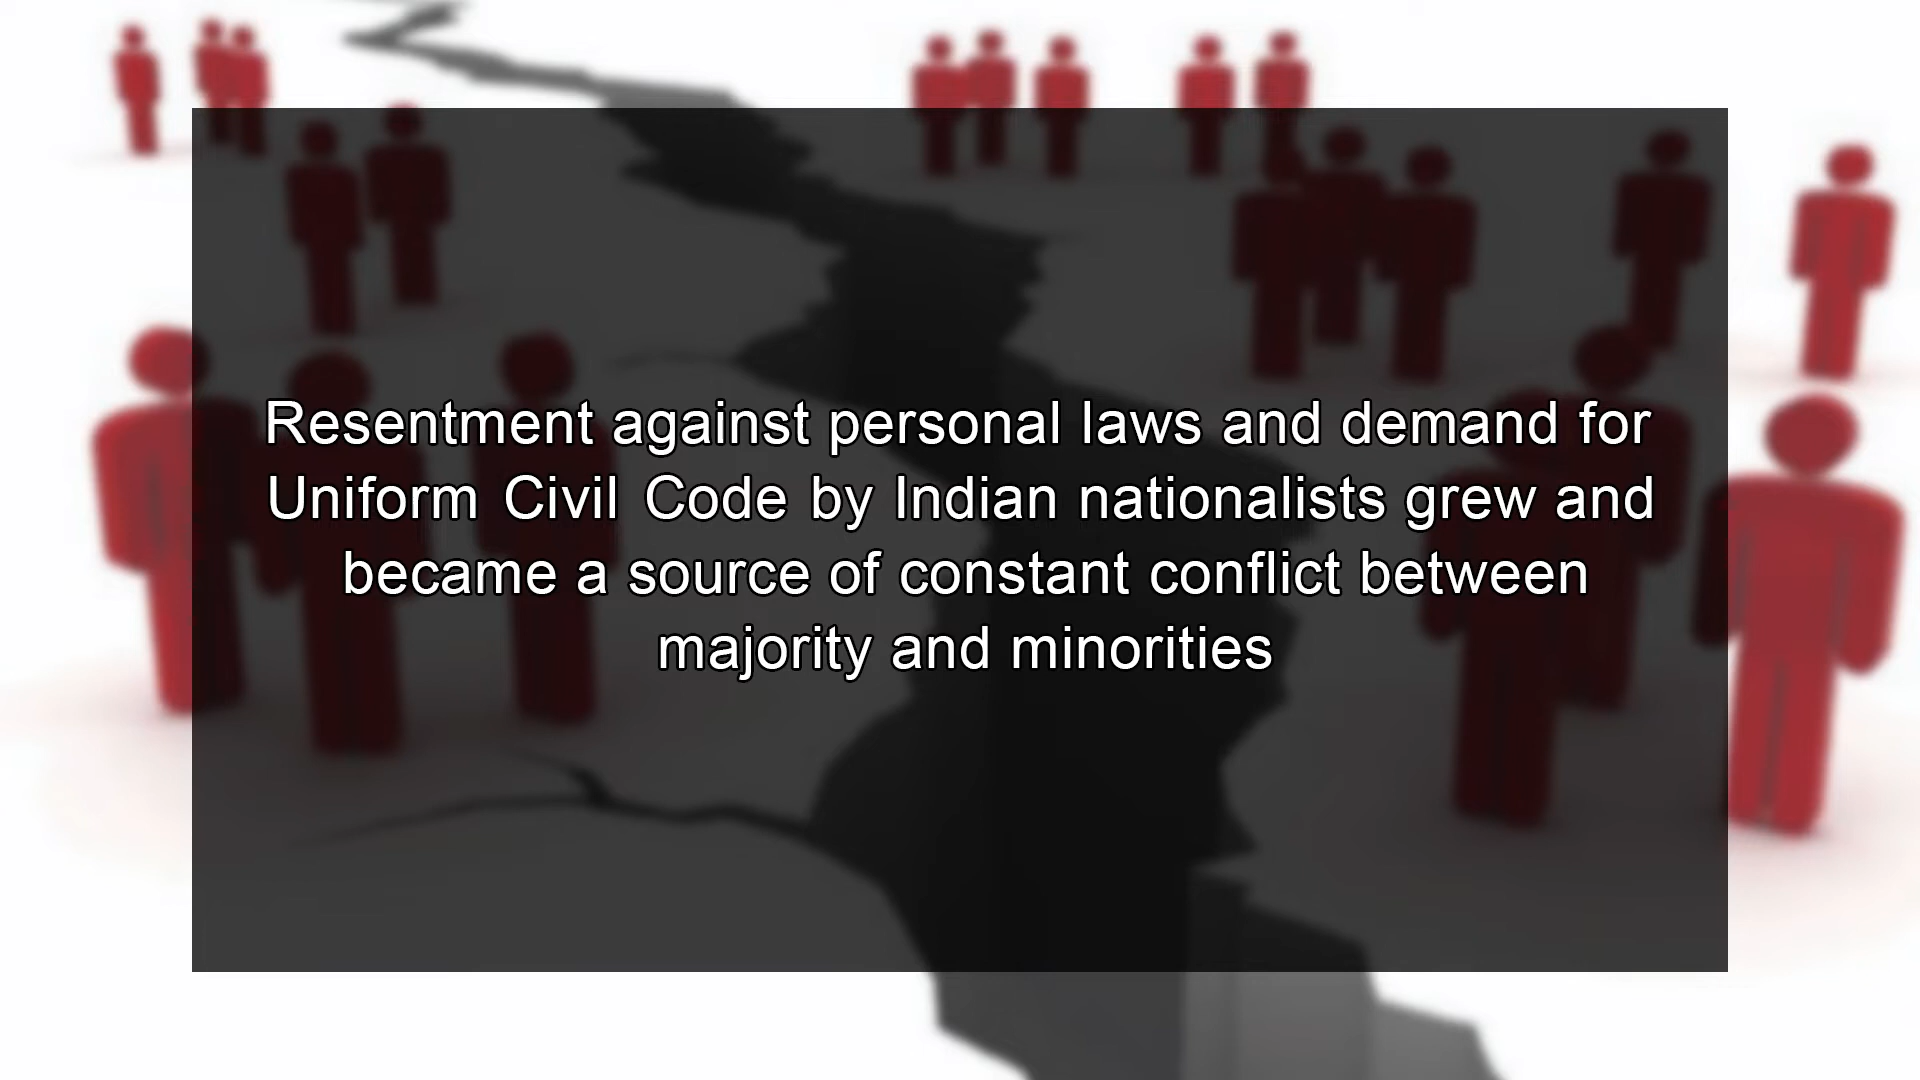 Resentment against personal laws and demand for
Uniform Civil Code by Indian nationalists grew and
became a source of constant conflict between
majority and minorities